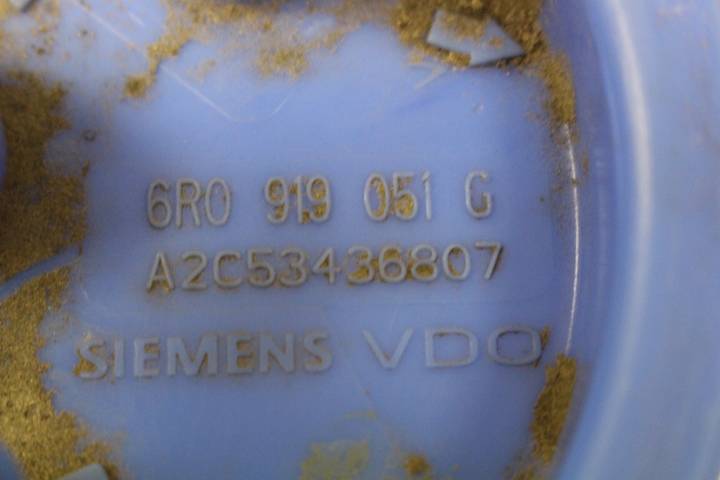 6R0 919 051 G
A2C53436807
SIEMENS VDO